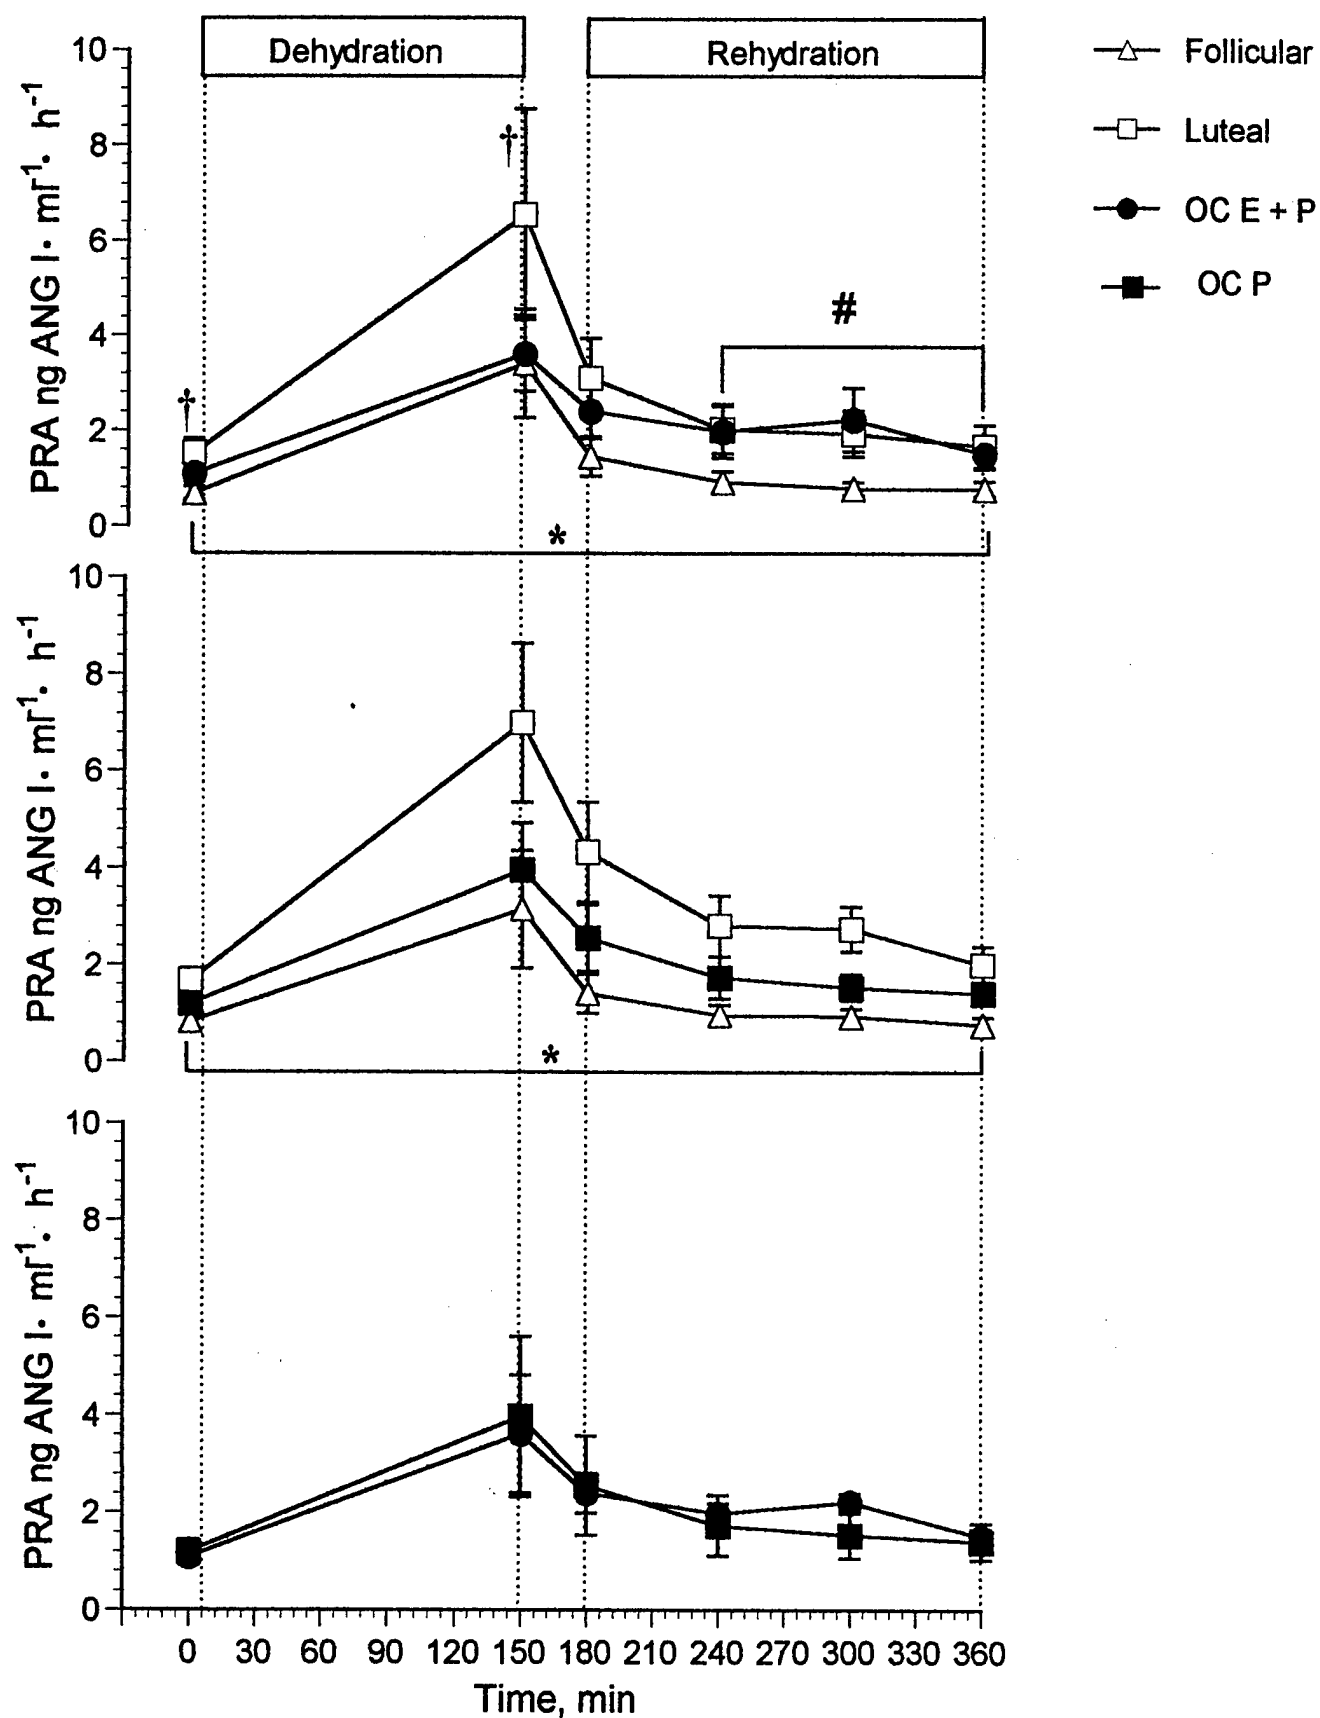 Dehydration
Rehydration
Follicular
Luteal
OC E + P
OC P
PRA ng ANG I· ml⁻¹· h⁻¹
10
8
6
4
2
0
†
†
#
*
PRA ng ANG I· ml⁻¹· h⁻¹
10
8
6
4
2
0
*
PRA ng ANG I· ml⁻¹· h⁻¹
10
8
6
4
2
0
0 30 60 90 120 150 180 210 240 270 300 330 360
Time, min